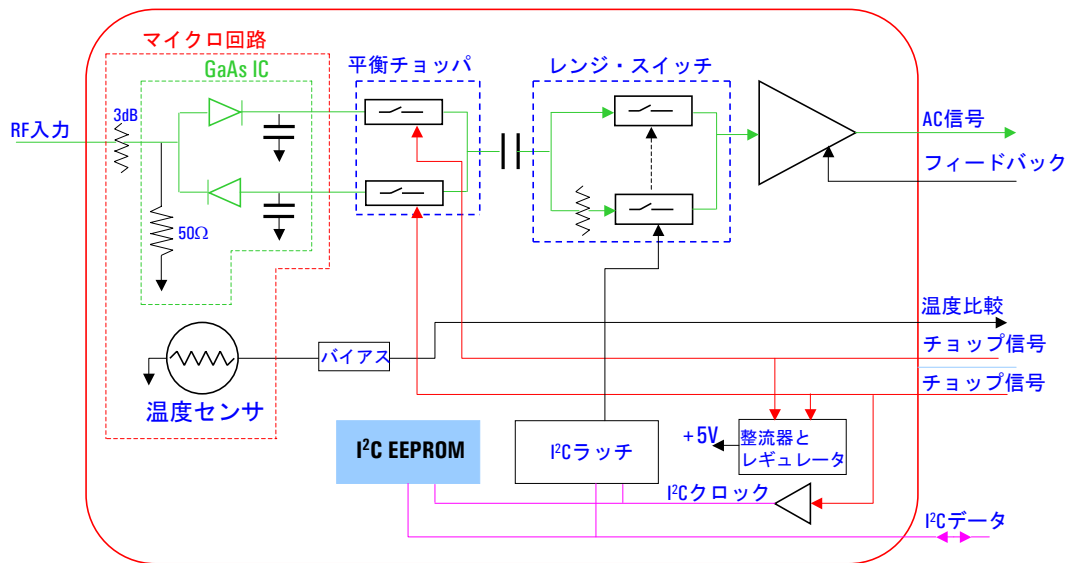 マイクロ回路
GaAs IC
平衡チョッパ
レンジ・スイッチ
3dB
RF入力
AC信号
フィードバック
50Ω
温度比較
バイアス
チョップ信号
チョップ信号
温度センサ
+5V
整流器と
レギュレータ
I²C EEPROM
I²Cラッチ
I²Cクロック
I²Cデータ